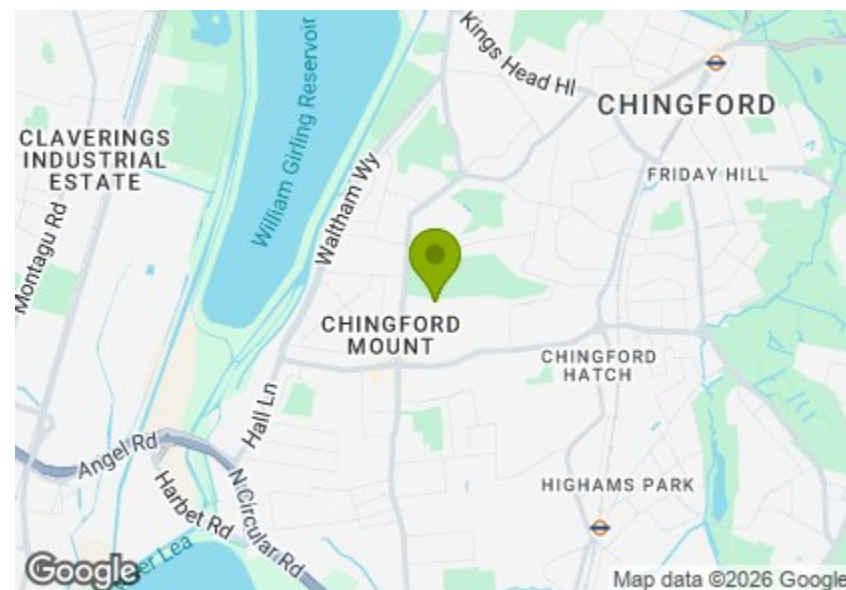 Kings Head Hl
CHINGFORD
William Girling Reservoir
CLAVERINGS
INDUSTRIAL
ESTATE
Waltham Wy
FRIDAY HILL
Montagu Rd
CHINGFORD
MOUNT
CHINGFORD
HATCH
Hall Ln
Angel Rd
N Circular Rd
Harbet Rd
HIGHAMS PARK
Lea
Google
Map data ©2026 Google